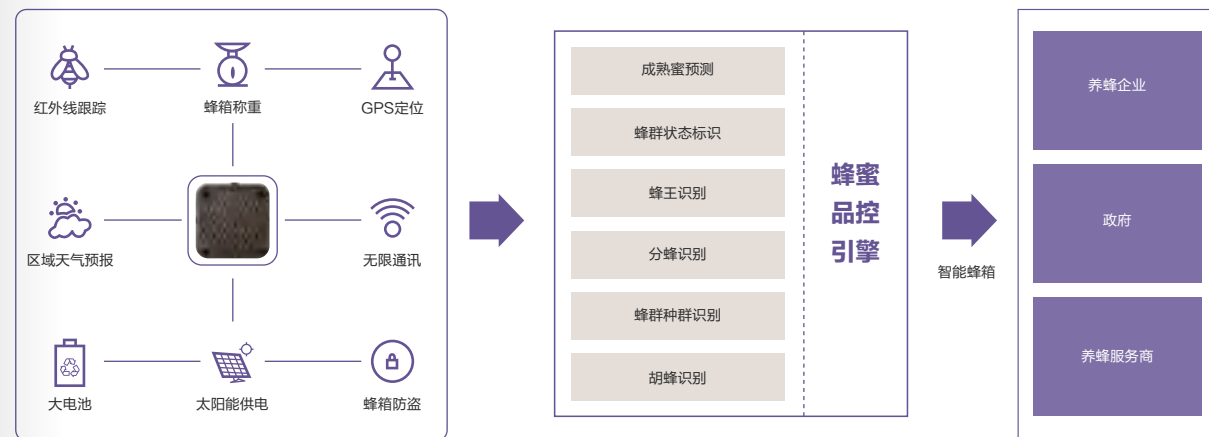 红外线跟踪
蜂箱称重
GPS定位
区域天气预报
无限通讯
大电池
太阳能供电
蜂箱防盗
成熟蜜预测
蜂群状态标识
蜂王识别
分蜂识别
蜂群种群识别
胡蜂识别
蜂蜜
品控
引擎
智能蜂箱
养蜂企业
政府
养蜂服务商